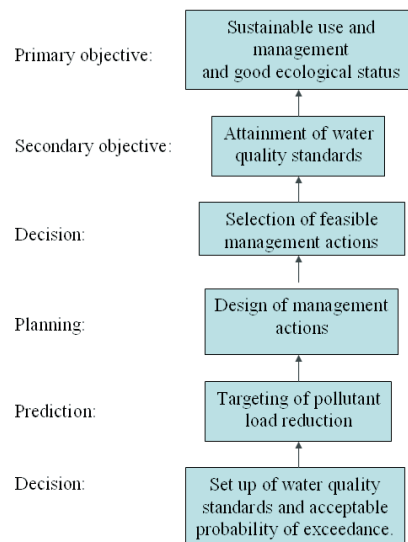 Primary objective:
Sustainable use and
management
and good ecological status
Secondary objective:
Attainment of water
quality standards
Decision:
Selection of feasible
management actions
Planning:
Design of management
actions
Prediction:
Targeting of pollutant
load reduction
Decision:
Set up of water quality
standards and acceptable
probability of exceedance.